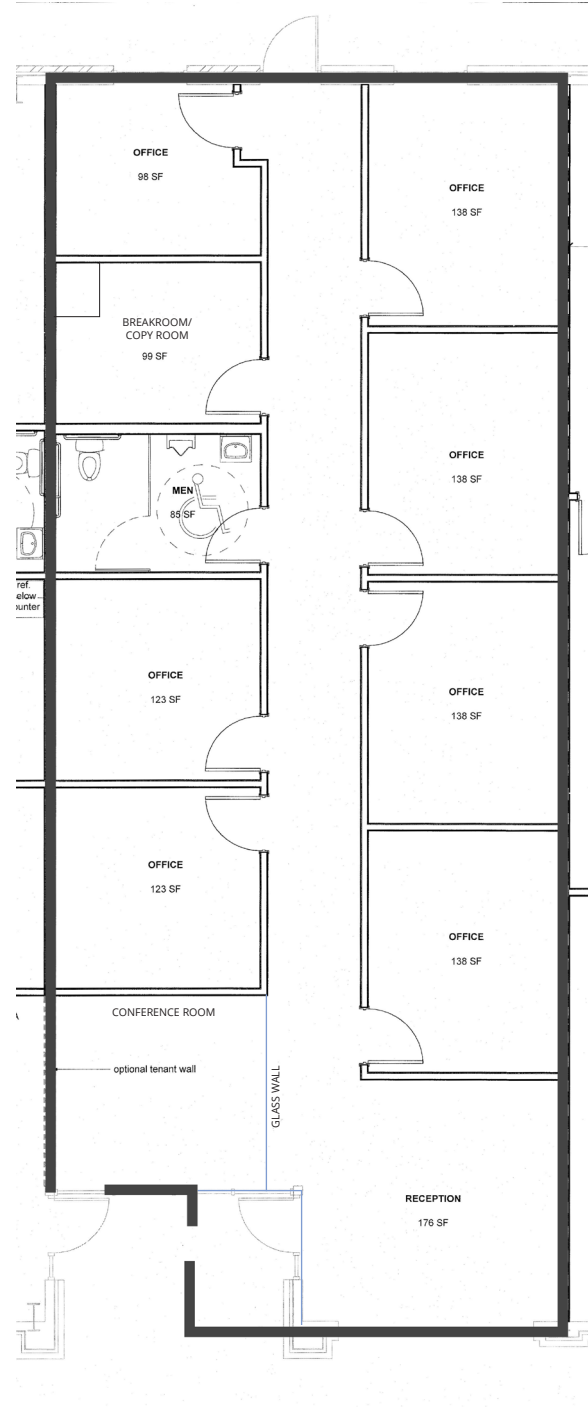 OFFICE
98 SF
OFFICE
138 SF
BREAKROOM/
COPY ROOM
99 SF
OFFICE
138 SF
MEN
85 SF
ref.
elow
ounter
OFFICE
123 SF
OFFICE
138 SF
OFFICE
123 SF
OFFICE
138 SF
CONFERENCE ROOM
optional tenant wall
GLASS WALL
RECEPTION
176 SF